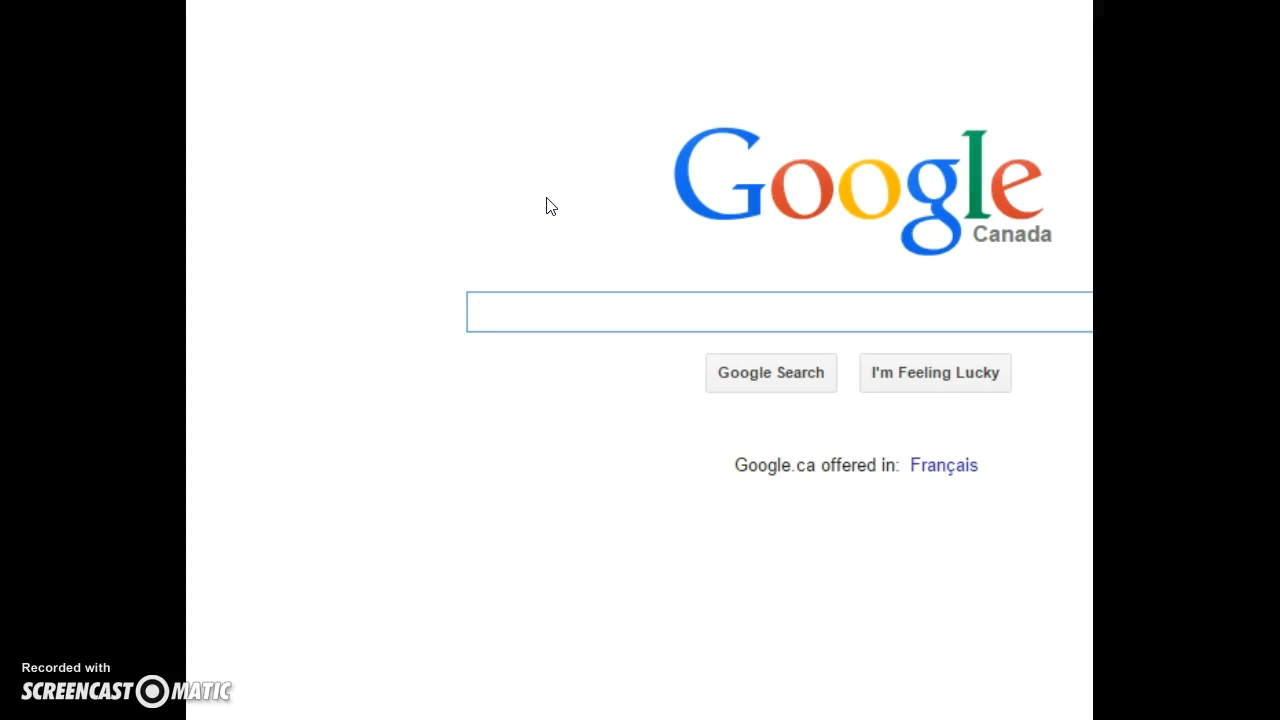 Google
Canada
Google Search I'm Feeling Lucky
Google.ca offered in: Français
Recorded with
SCREENCAST MATIC